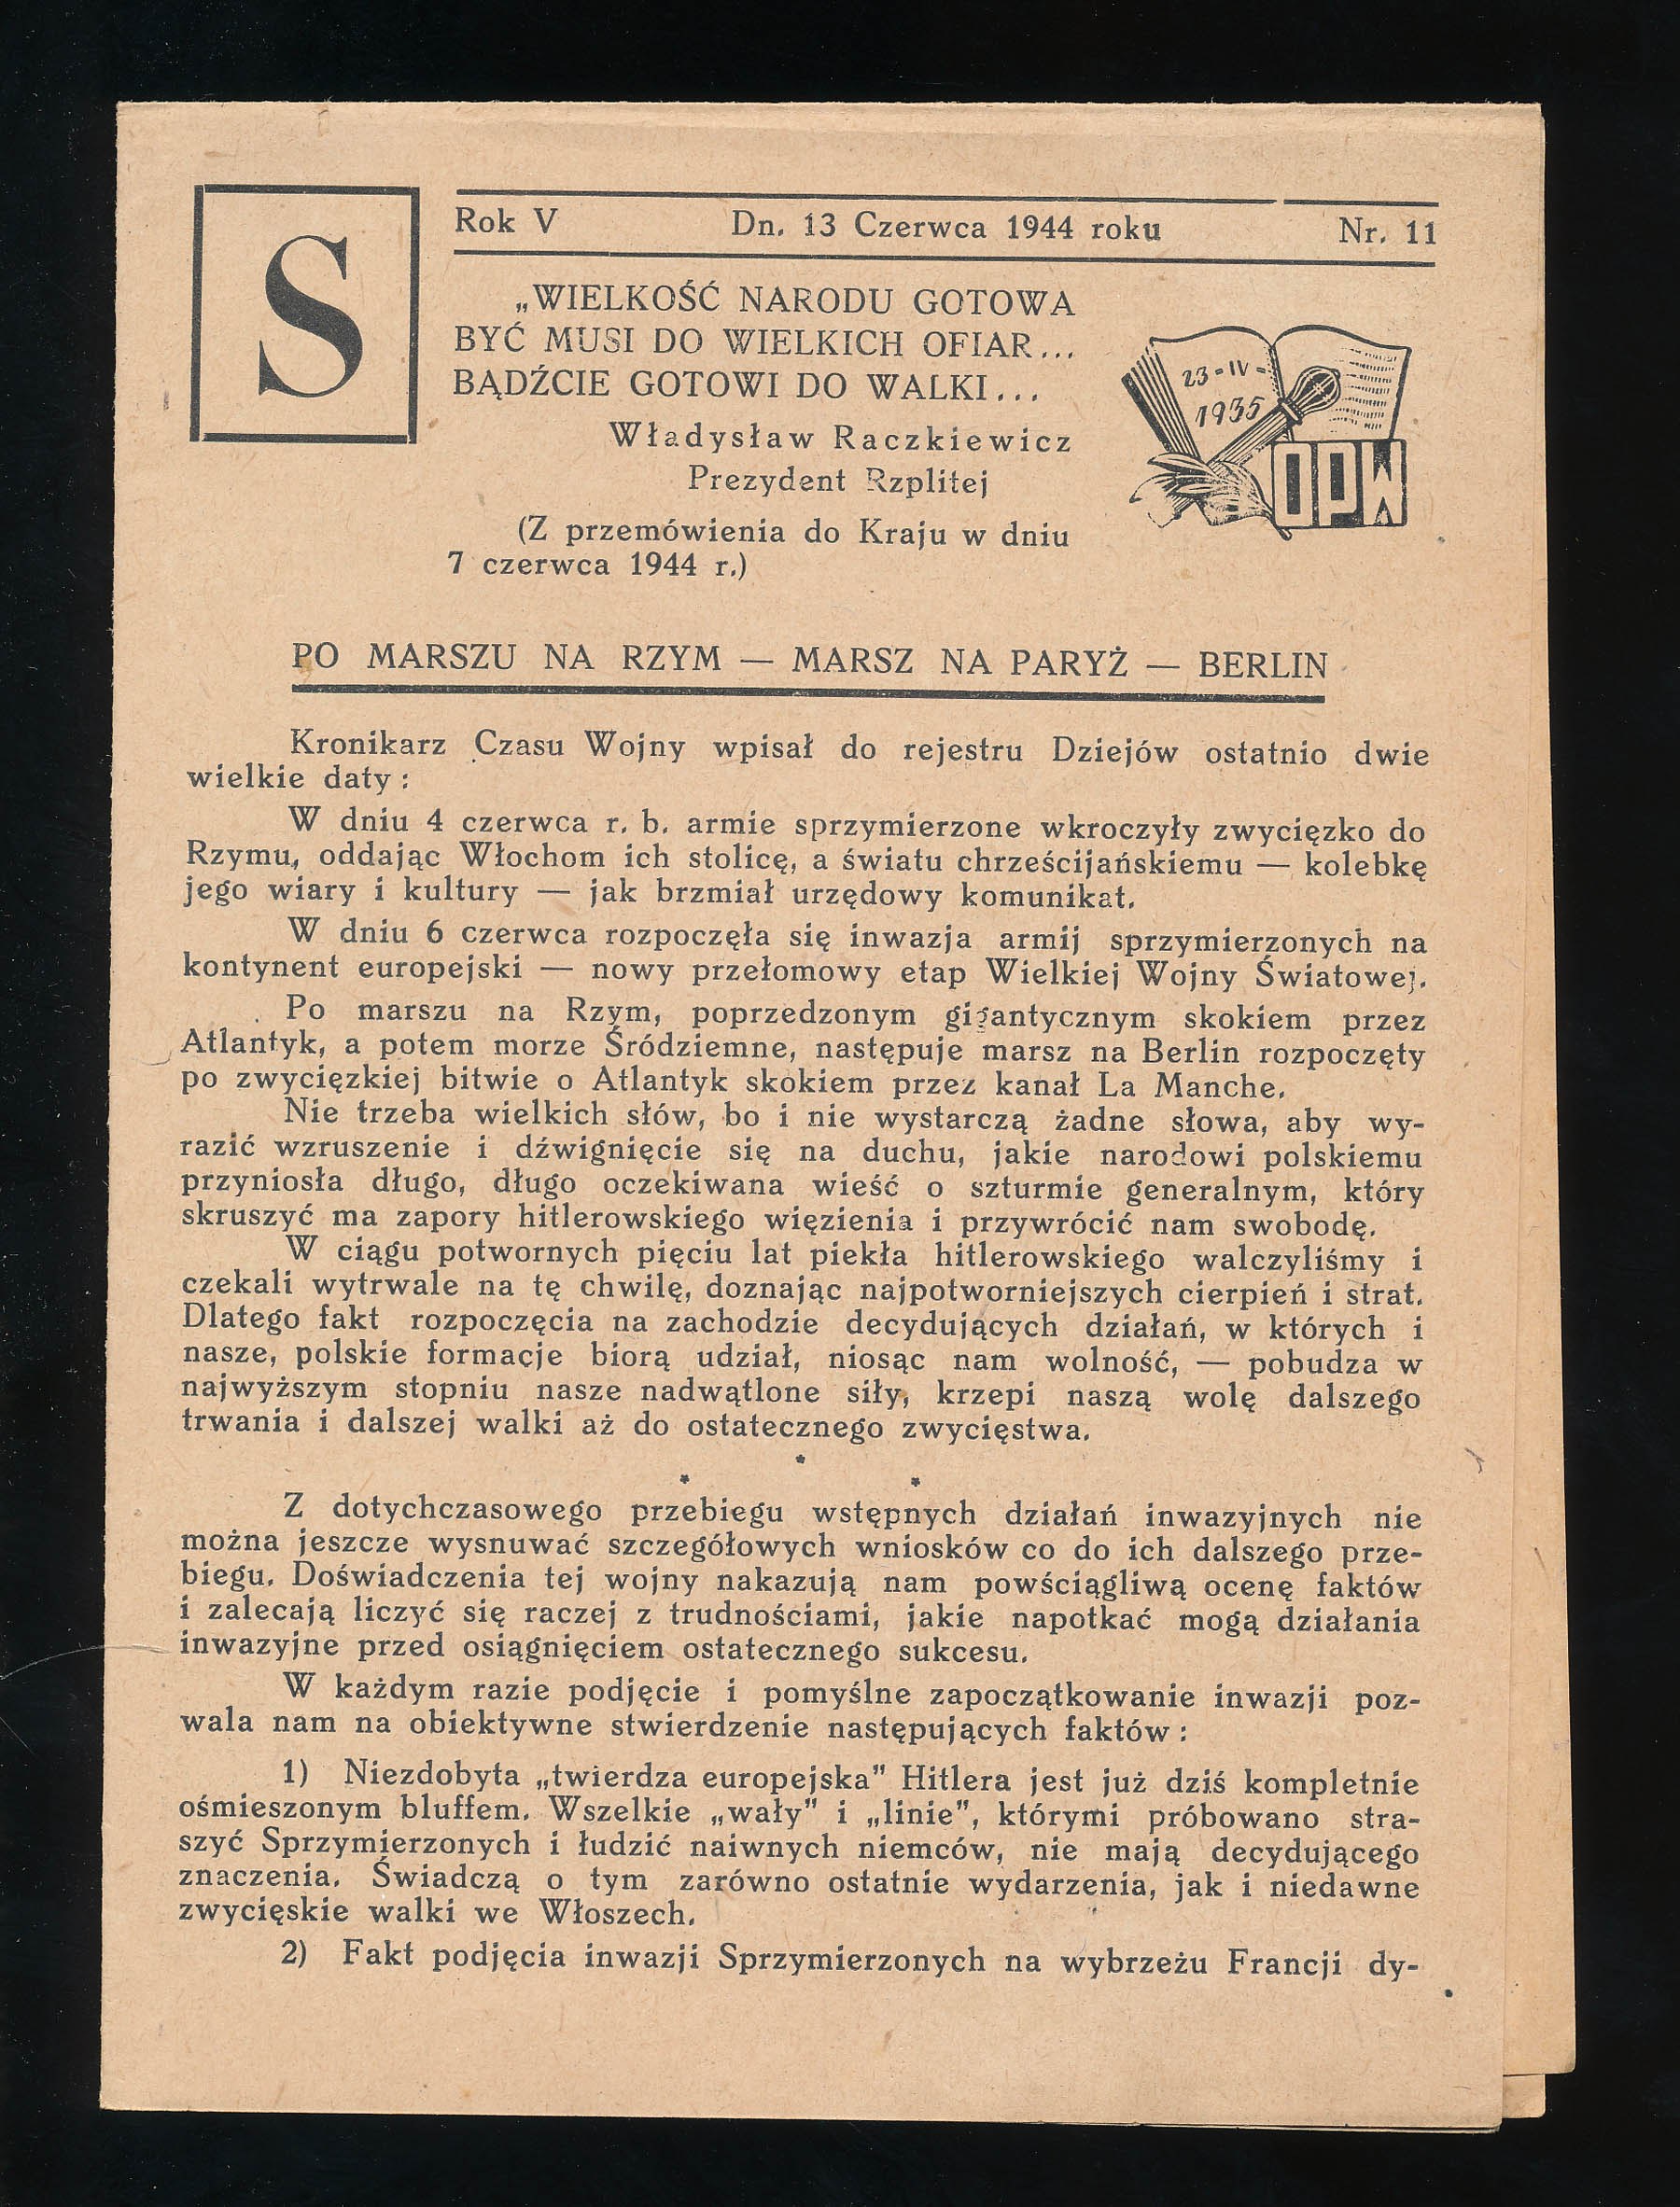 S
Rok V Dn. 13 Czerwca 1944 roku Nr. 11
„WIELKOŚĆ NARODU GOTOWA
BYĆ MUSI DO WIELKICH OFIAR...
BĄDŹCIE GOTOWI DO WALKI...
Władysław Raczkiewicz
Prezydent Rzplitej
(Z przemówienia do Kraju w dniu
7 czerwca 1944 r.)
23-IV-
1935
OPW
PO MARSZU NA RZYM — MARSZ NA PARYŻ — BERLIN
Kronikarz Czasu Wojny wpisał do rejestru Dziejów ostatnio dwie
wielkie daty :
W dniu 4 czerwca r. b. armie sprzymierzone wkroczyły zwycięzko do
Rzymu, oddając Włochom ich stolicę, a światu chrześcijańskiemu — kolebkę
jego wiary i kultury — jak brzmiał urzędowy komunikat.
W dniu 6 czerwca rozpoczęła się inwazja armij sprzymierzonych na
kontynent europejski — nowy przełomowy etap Wielkiej Wojny Światowej.
Po marszu na Rzym, poprzedzonym gigantycznym skokiem przez
Atlantyk, a potem morze Śródziemne, następuje marsz na Berlin rozpoczęty
po zwycięzkiej bitwie o Atlantyk skokiem przez kanał La Manche.
Nie trzeba wielkich słów, bo i nie wystarczą żadne słowa, aby wy-
razić wzruszenie i dźwignięcie się na duchu, jakie narodowi polskiemu
przyniosła długo, długo oczekiwana wieść o szturmie generalnym, który
skruszyć ma zapory hitlerowskiego więzienia i przywrócić nam swobodę.
W ciągu potwornych pięciu lat piekła hitlerowskiego walczyliśmy i
czekali wytrwale na tę chwilę, doznając najpotworniejszych cierpień i strat.
Dlatego fakt rozpoczęcia na zachodzie decydujących działań, w których i
nasze, polskie formacje biorą udział, niosąc nam wolność, — pobudza w
najwyższym stopniu nasze nadwątlone siły, krzepi naszą wolę dalszego
trwania i dalszej walki aż do ostatecznego zwycięstwa.
* * *
Z dotychczasowego przebiegu wstępnych działań inwazyjnych nie
można jeszcze wysnuwać szczegółowych wniosków co do ich dalszego prze-
biegu. Doświadczenia tej wojny nakazują nam powściągliwą ocenę faktów
i zalecają liczyć się raczej z trudnościami, jakie napotkać mogą działania
inwazyjne przed osiągnięciem ostatecznego sukcesu.
W każdym razie podjęcie i pomyślne zapoczątkowanie inwazji poz-
wala nam na obiektywne stwierdzenie następujących faktów :
1) Niezdobyta „twierdza europejska" Hitlera jest już dziś kompletnie
ośmieszonym bluffem. Wszelkie „wały" i „linie", którymi próbowano stra-
szyć Sprzymierzonych i łudzić naiwnych niemców, nie mają decydującego
znaczenia. Świadczą o tym zarówno ostatnie wydarzenia, jak i niedawne
zwycięskie walki we Włoszech.
2) Fakt podjęcia inwazji Sprzymierzonych na wybrzeżu Francji dy-